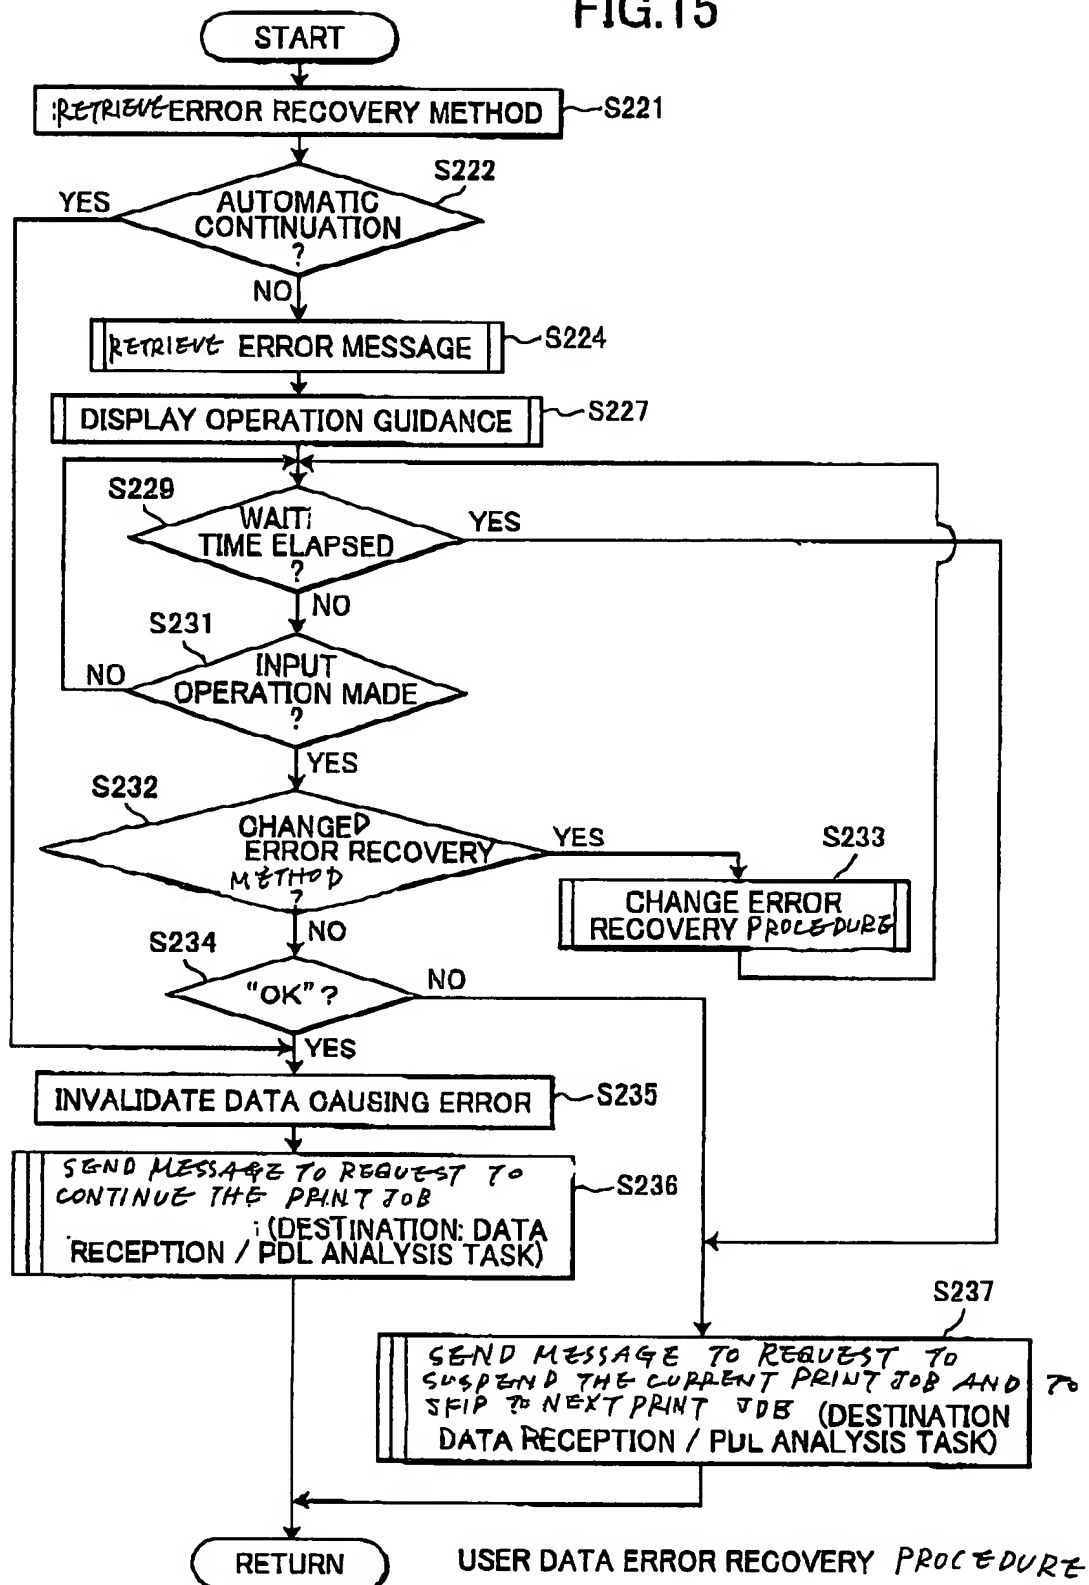 FIG.15
START
RETRIEVE ERROR RECOVERY METHOD
S221
S222
YES
AUTOMATIC
CONTINUATION
?
NO
RETRIEVE ERROR MESSAGE
S224
DISPLAY OPERATION GUIDANCE
S227
S229
WAIT
TIME ELAPSED
?
YES
NO
S231
NO
INPUT
OPERATION MADE
?
YES
S232
CHANGED
ERROR RECOVERY
METHOD
?
YES
S233
CHANGE ERROR
RECOVERY PROCEDURE
NO
S234
"OK"?
NO
YES
INVALIDATE DATA CAUSING ERROR
S235
SEND MESSAGE TO REQUEST TO
CONTINUE THE PRINT JOB
(DESTINATION: DATA
RECEPTION / PDL ANALYSIS TASK)
S236
S237
SEND MESSAGE TO REQUEST TO
SUSPEND THE CURRENT PRINT JOB AND TO
SKIP TO NEXT PRINT JOB (DESTINATION
DATA RECEPTION / PDL ANALYSIS TASK)
RETURN
USER DATA ERROR RECOVERY PROCEDURE